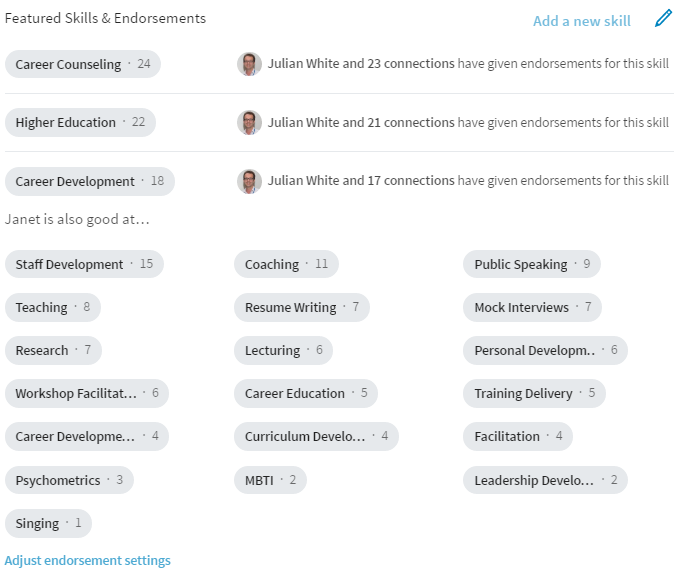 Featured Skills & Endorsements
Add a new skill
Career Counseling · 24
Julian White and 23 connections have given endorsements for this skill
Higher Education · 22
Julian White and 21 connections have given endorsements for this skill
Career Development · 18
Julian White and 17 connections have given endorsements for this skill
Janet is also good at…
Staff Development · 15
Coaching · 11
Public Speaking · 9
Teaching · 8
Resume Writing · 7
Mock Interviews · 7
Research · 7
Lecturing · 6
Personal Developm.. · 6
Workshop Facilitat… · 6
Career Education · 5
Training Delivery · 5
Career Developme… · 4
Curriculum Develo… · 4
Facilitation · 4
Psychometrics · 3
MBTI · 2
Leadership Develo… · 2
Singing · 1
Adjust endorsement settings